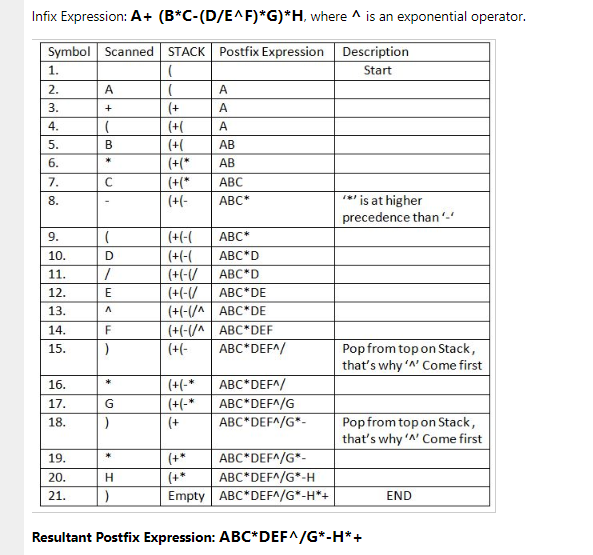 Infix Expression: A+ (B*C-(D/E^F)*G)*H, where ^ is an exponential operator.
Symbol Scanned STACK Postfix Expression Description
1. ( Start
2. A ( A
3. + (+ A
4. ( (+( A
5. B (+( AB
6. * (+(* AB
7. C (+(* ABC
8. - (+(- ABC* '*' is at higher
precedence than '-'
9. ( (+(-( ABC*
10. D (+(-( ABC*D
11. / (+(-(/ ABC*D
12. E (+(-(/ ABC*DE
13. ^ (+(-(/^ ABC*DE
14. F (+(-(/^ ABC*DEF
15. ) (+(- ABC*DEF^/ Pop from top on Stack,
that's why '^' Come first
16. * (+(-* ABC*DEF^/
17. G (+(-* ABC*DEF^/G
18. ) (+ ABC*DEF^/G*- Pop from top on Stack,
that's why '^' Come first
19. * (+* ABC*DEF^/G*-
20. H (+* ABC*DEF^/G*-H
21. ) Empty ABC*DEF^/G*-H*+ END
Resultant Postfix Expression: ABC*DEF^/G*-H*+